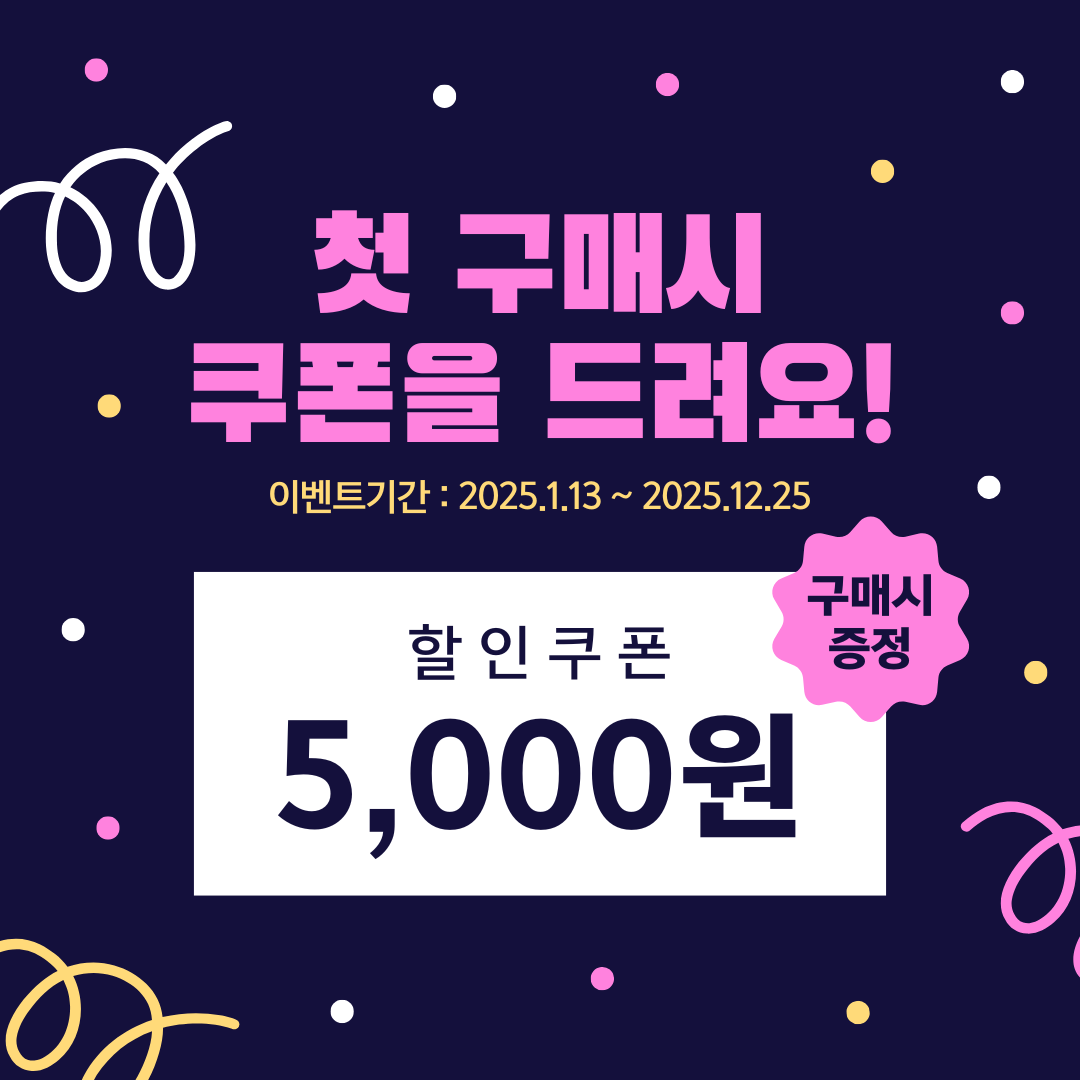 첫 구매시
쿠폰을 드려요!
이벤트기간 : 2025.1.13 ~ 2025.12.25
구매시
증정
할인쿠폰
5,000원